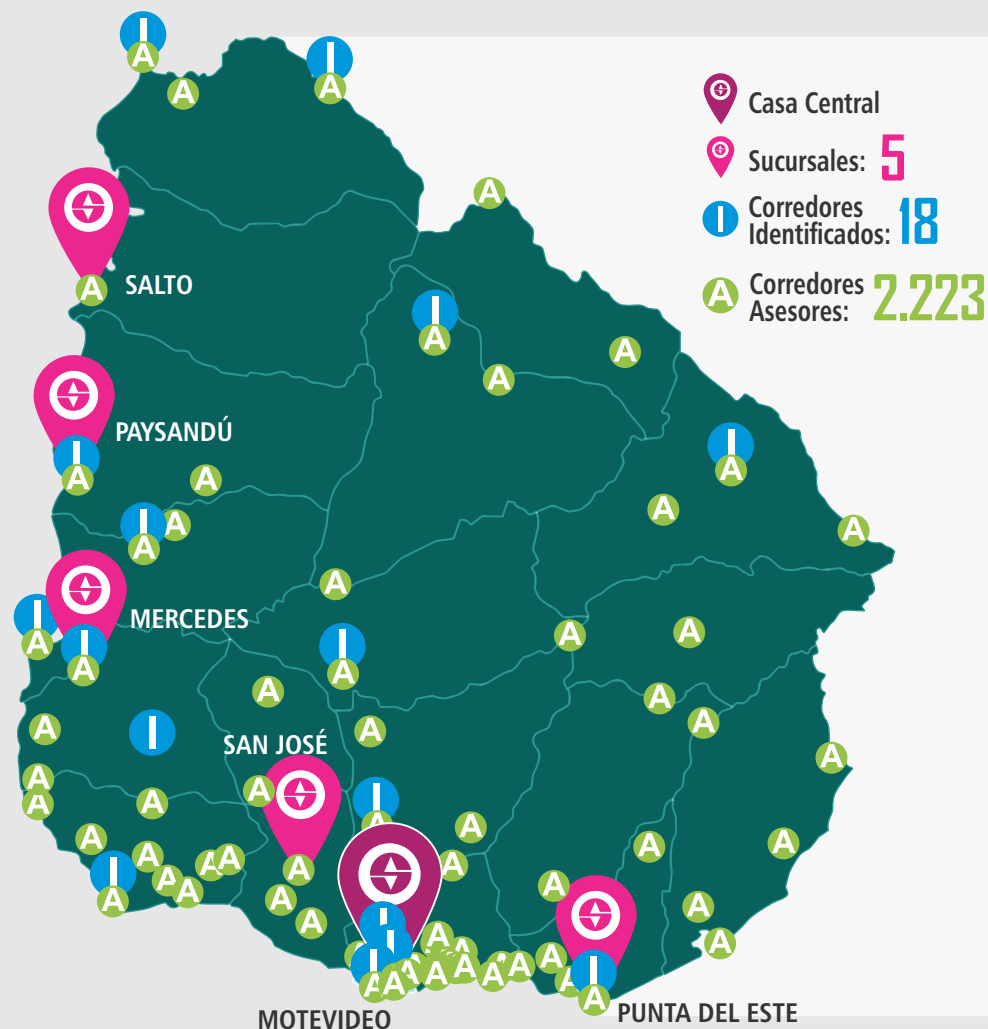 Casa Central
Sucursales: 5
Corredores
Identificados: 18
Corredores
Asesores: 2.223
SALTO
PAYSANDÚ
MERCEDES
SAN JOSÉ
MOTEVIDEO
PUNTA DEL ESTE